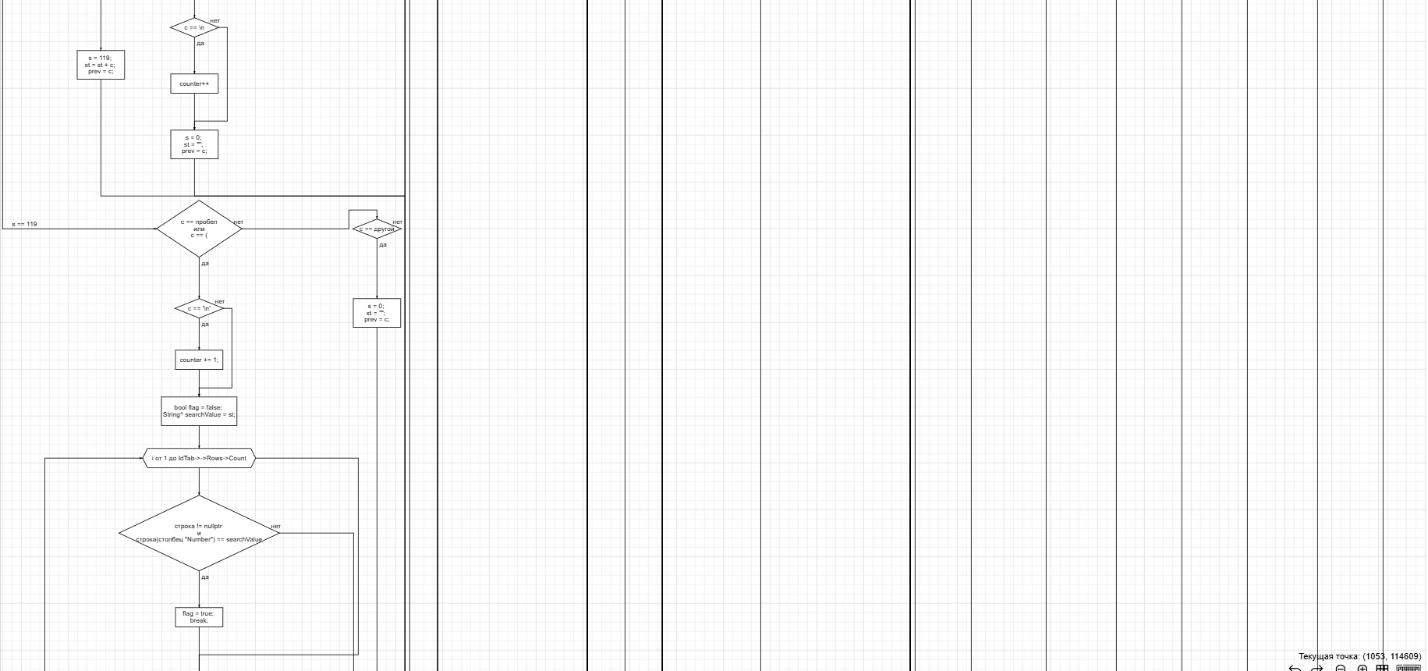 c == \n
нет
да
s = 119;
st = st + c;
prev = c;
counter++
s = 0;
st = "";
prev = c;
s == 119
c == пробел
или
c == (
нет
да
c == другой
нет
да
c == '\n'
нет
да
s = 0;
st = "";
prev = c;
counter += 1;
bool flag = false;
String^ searchValue = st;
i от 1 до IdTab->->Rows->Count
строка != nullptr
и
строка(столбец "Number") == searchValue
нет
да
flag = true;
break;
Текущая точка: (1053, 114609)